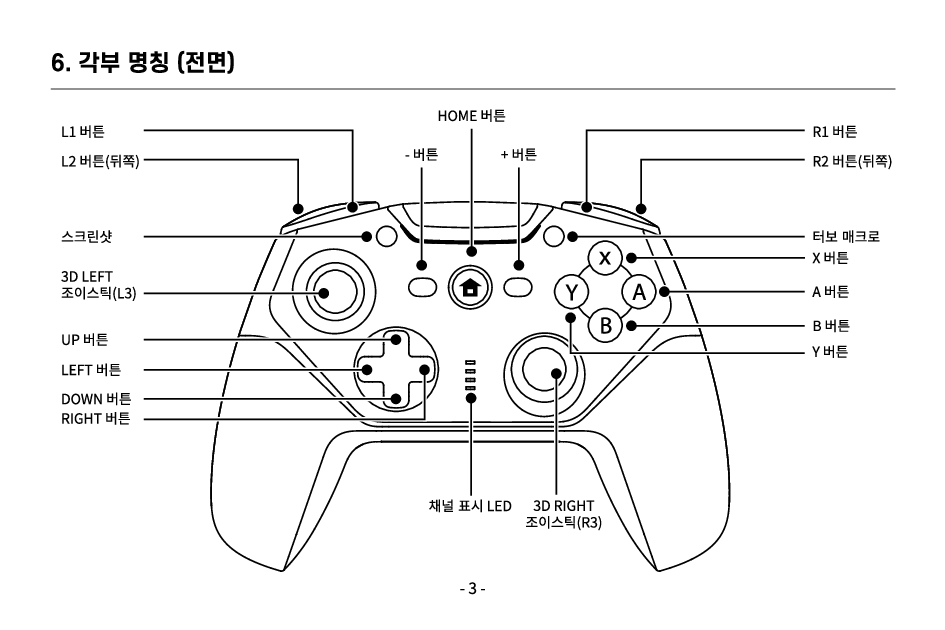 6. 각부 명칭 (전면)
HOME 버튼
L1 버튼
R1 버튼
L2 버튼(뒤쪽)
- 버튼
+ 버튼
R2 버튼(뒤쪽)
스크린샷
터보 매크로
X
X 버튼
3D LEFT
조이스틱(L3)
Y
A
A 버튼
B
B 버튼
UP 버튼
Y 버튼
LEFT 버튼
DOWN 버튼
RIGHT 버튼
채널 표시 LED
3D RIGHT
조이스틱(R3)
- 3 -